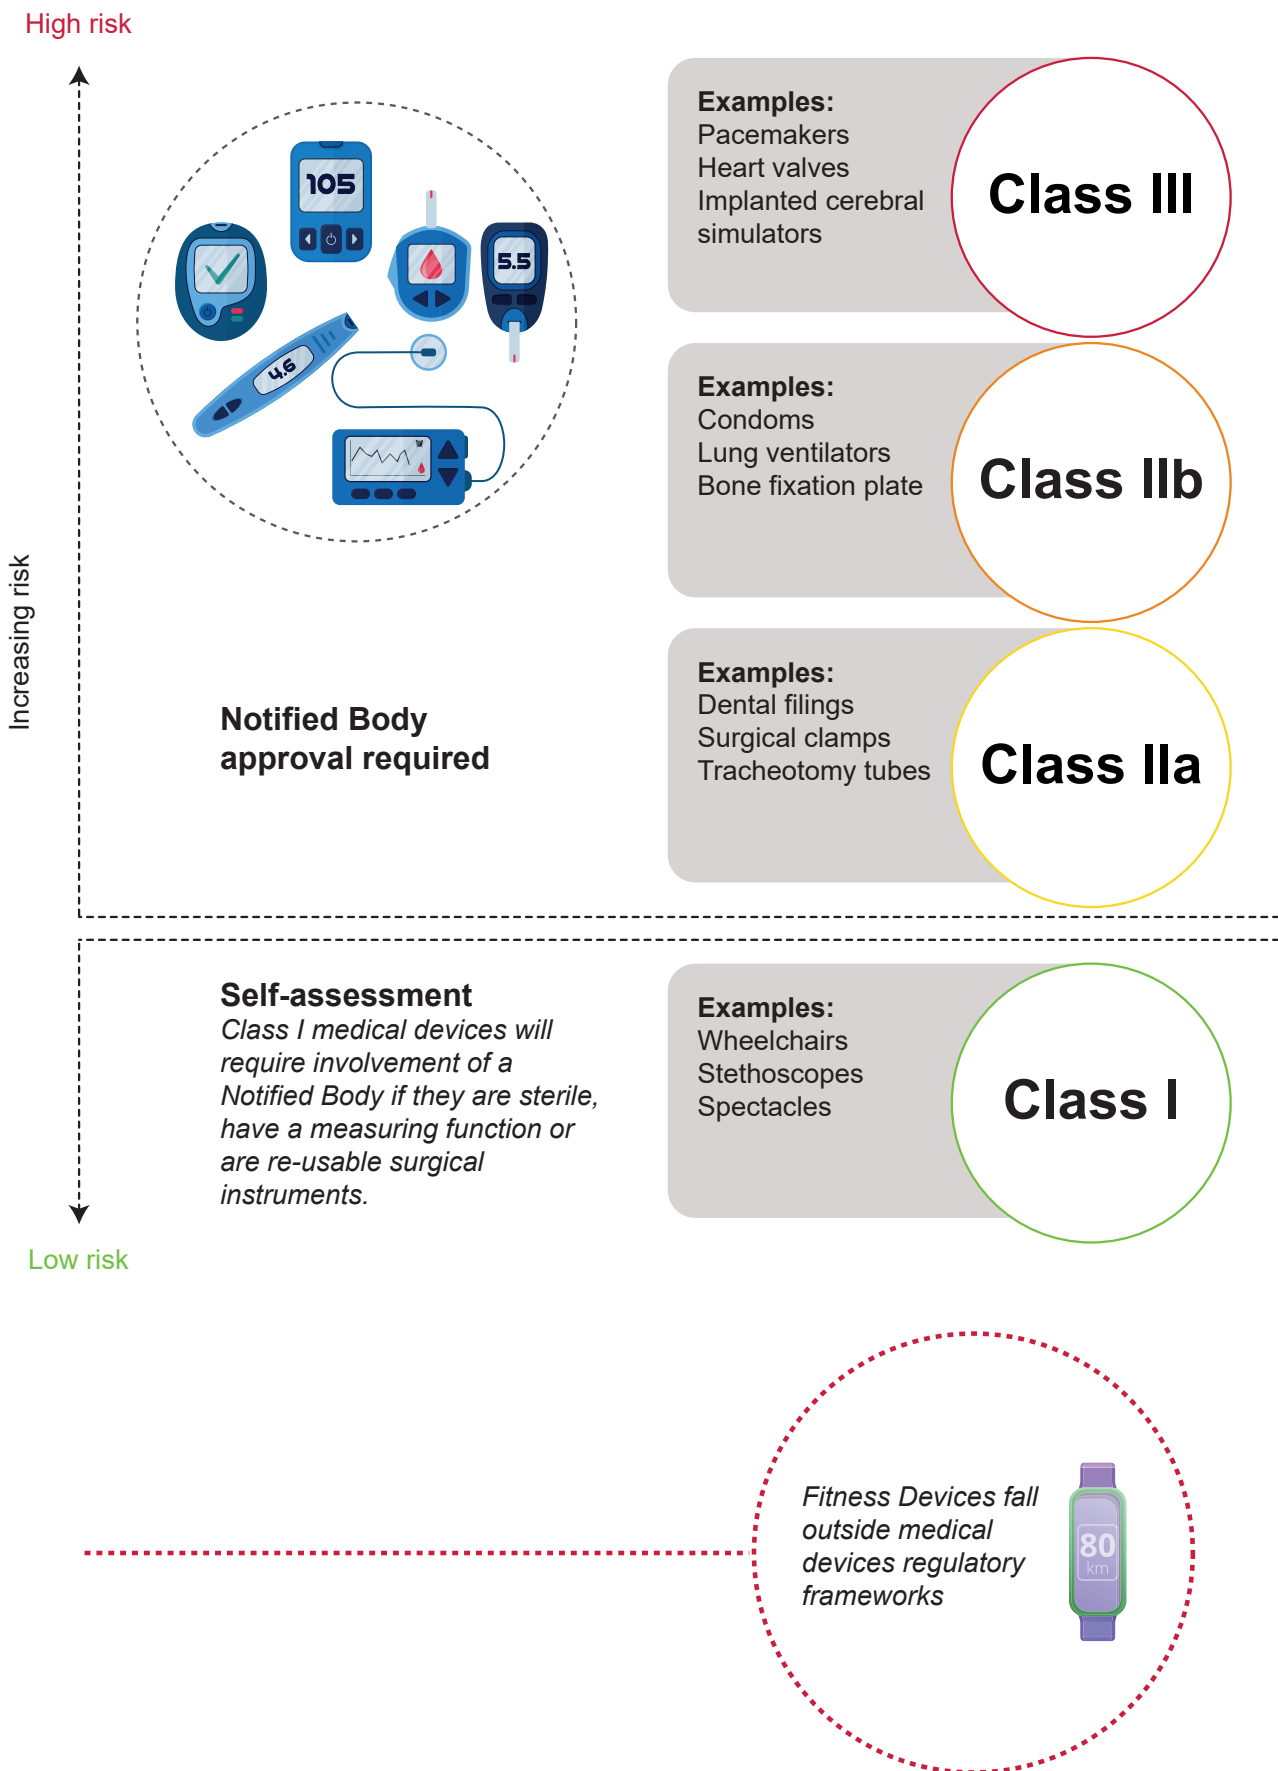 High risk
Increasing risk
105
5.5
4.6
Notified Body
approval required
Examples:
Pacemakers
Heart valves
Implanted cerebral
simulators
Class III
Examples:
Condoms
Lung ventilators
Bone fixation plate
Class IIb
Examples:
Dental filings
Surgical clamps
Tracheotomy tubes
Class IIa
Self-assessment
Class I medical devices will
require involvement of a
Notified Body if they are sterile,
have a measuring function or
are re-usable surgical
instruments.
Examples:
Wheelchairs
Stethoscopes
Spectacles
Class I
Low risk
Fitness Devices fall
outside medical
devices regulatory
frameworks
80
km